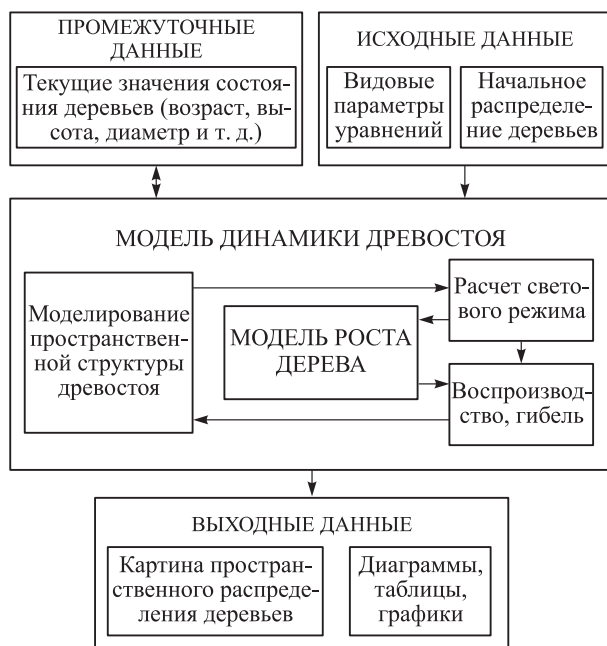 ПРОМЕЖУТОЧНЫЕ
ДАННЫЕ
Текущие значения состоя-
ния деревьев (возраст, вы-
сота, диаметр и т. д.)
ИСХОДНЫЕ ДАННЫЕ
Видовые
параметры
уравнений
Начальное
распределе-
ние деревьев
МОДЕЛЬ ДИНАМИКИ ДРЕВОСТОЯ
Моделирование
пространствен-
ной структуры
древостоя
МОДЕЛЬ РОСТА
ДЕРЕВА
Расчет свето-
вого режима
Воспроизвод-
ство, гибель
ВЫХОДНЫЕ ДАННЫЕ
Картина простран-
ственного распреде-
ления деревьев
Диаграммы,
таблицы,
графики